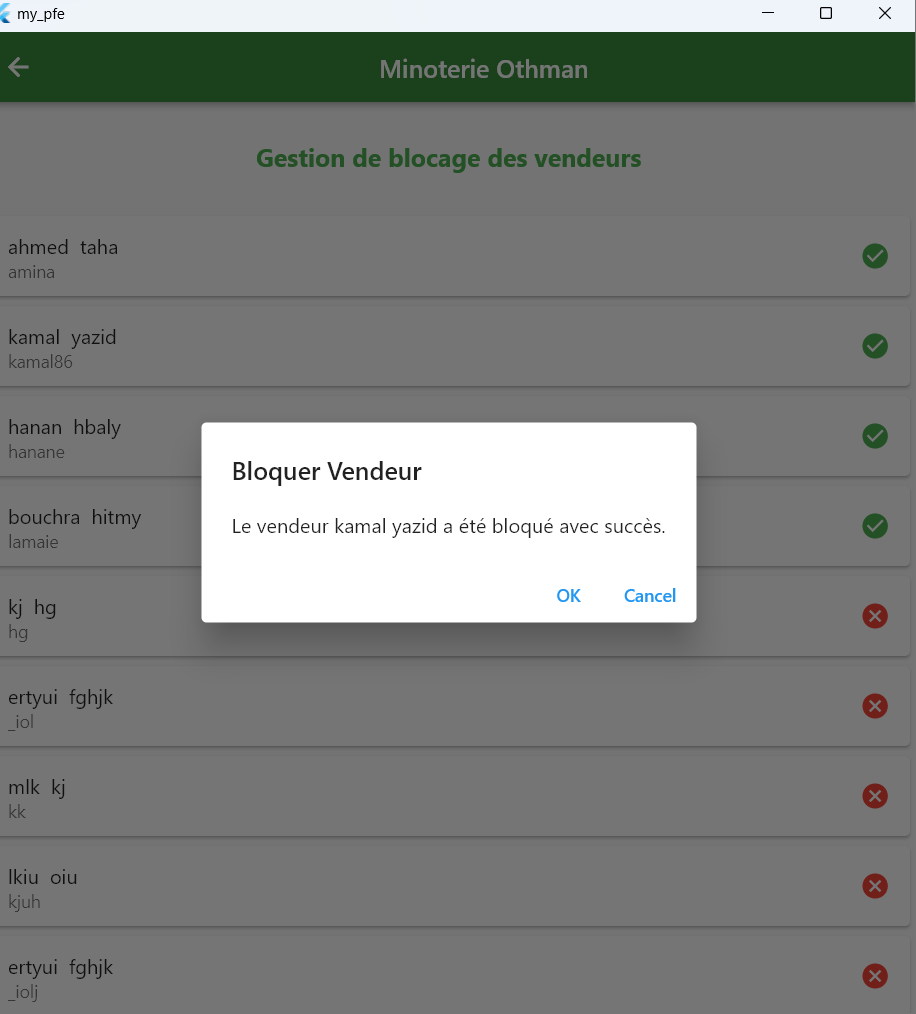 my_pfe
Minoterie Othman
Gestion de blocage des vendeurs
ahmed taha
amina
kamal yazid
kamal86
hanan hbaly
hanane
bouchra hitmy
lamaie
Bloquer Vendeur
Le vendeur kamal yazid a été bloqué avec succès.
OK Cancel
kj hg
hg
ertyui fghjk
_iol
mlk kj
kk
lkiu oiu
kjuh
ertyui fghjk
_iolj